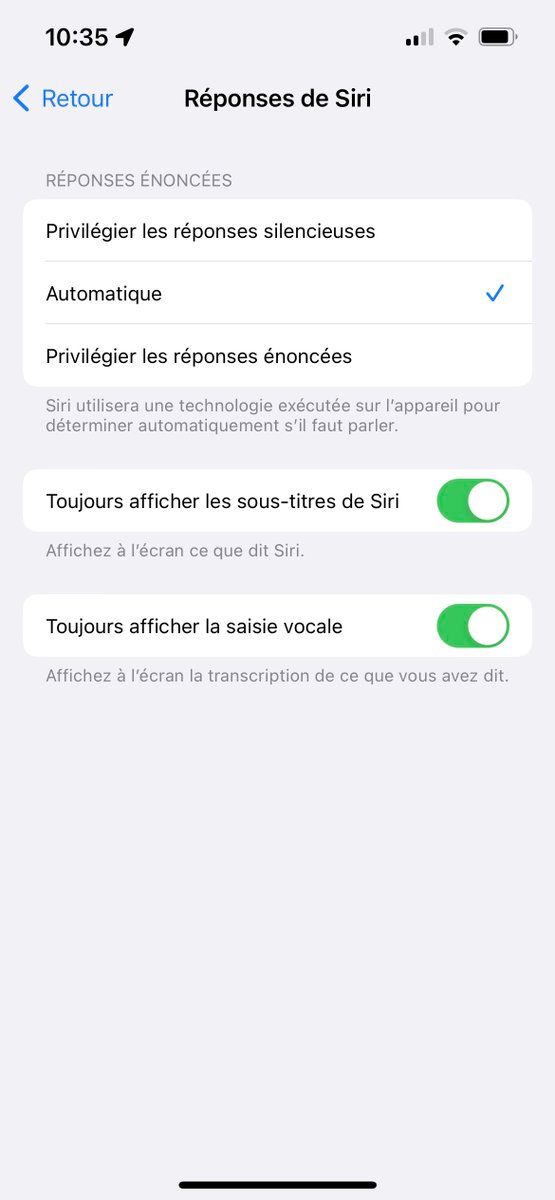 10:35
Retour
Réponses de Siri
RÉPONSES ÉNONCÉES
Privilégier les réponses silencieuses
Automatique
Privilégier les réponses énoncées
Siri utilisera une technologie exécutée sur l’appareil pour
déterminer automatiquement s’il faut parler.
Toujours afficher les sous-titres de Siri
Affichez à l’écran ce que dit Siri.
Toujours afficher la saisie vocale
Affichez à l’écran la transcription de ce que vous avez dit.